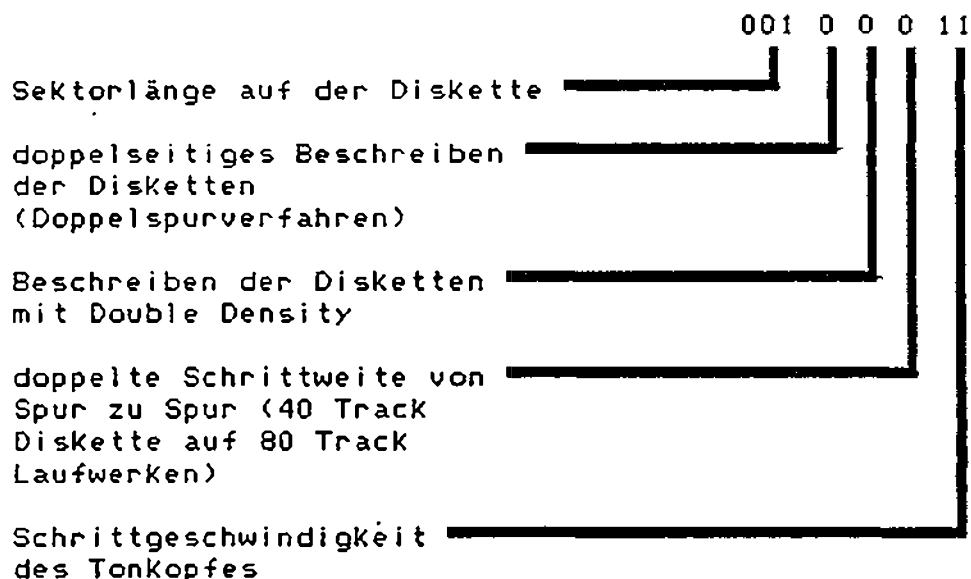 001 0 0 0 11
Sektorlänge auf der Diskette
doppelseitiges Beschreiben
der Disketten
(Doppelspurverfahren)
Beschreiben der Disketten
mit Double Density
doppelte Schrittweite von
Spur zu Spur (40 Track
Diskette auf 80 Track
Laufwerken)
Schrittgeschwindigkeit
des Tonkopfes